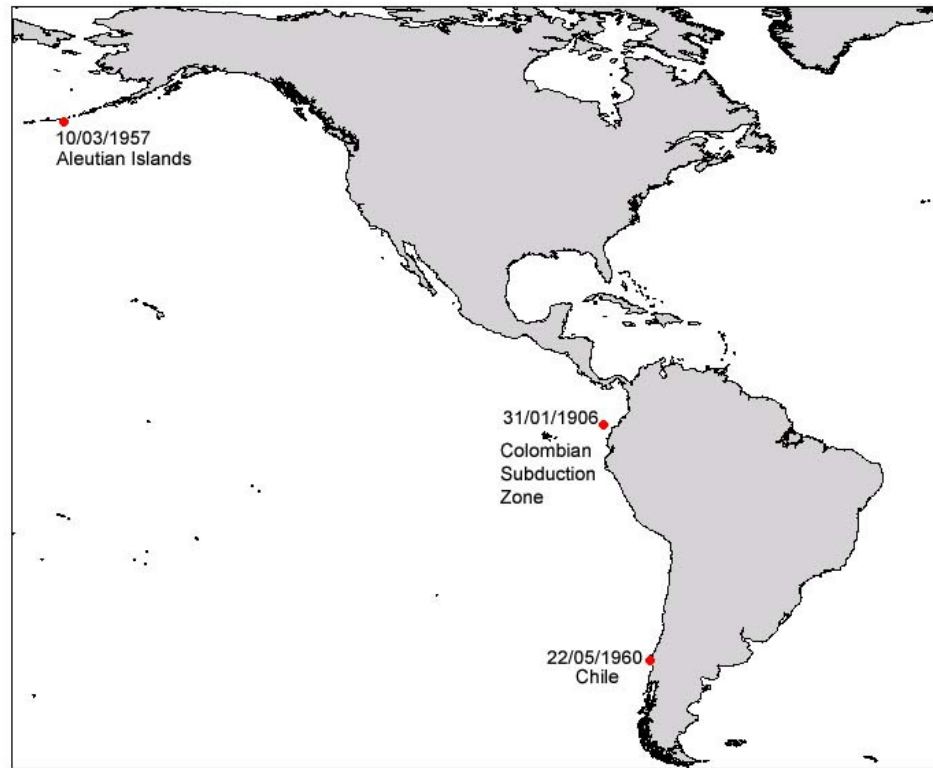 10/03/1957
Aleutian Islands
31/01/1906
Colombian
Subduction
Zone
22/05/1960
Chile